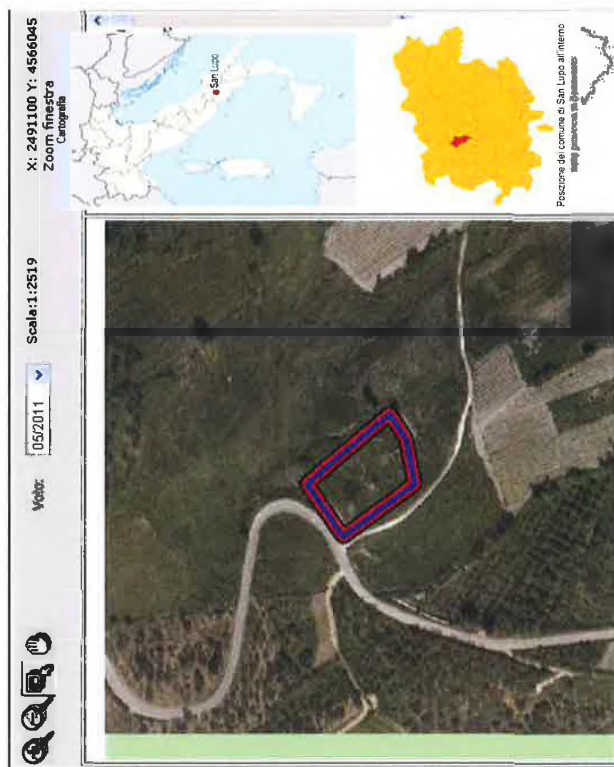 Volo: 05/2011 Scala:1:2519 X: 2491100 Y: 4566045
Zoom finestra
Cartografia
San Lupo
Posizione del comune di San Lupo all'interno